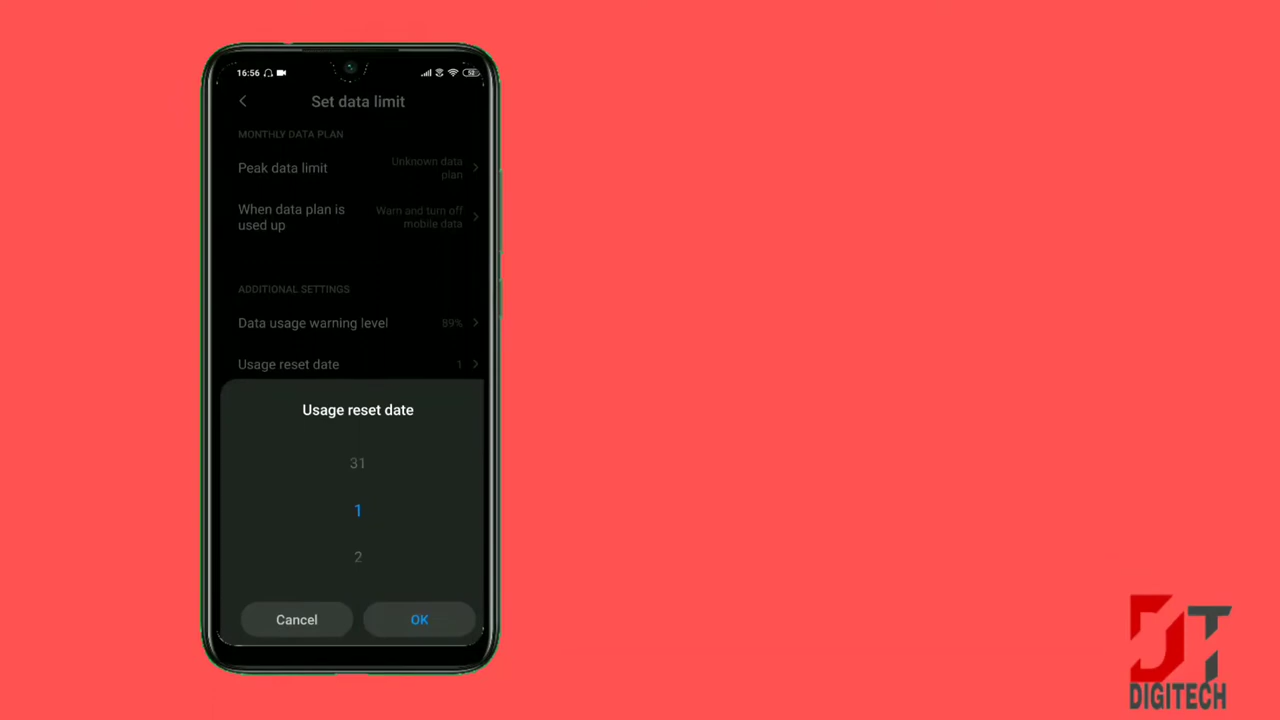 16:56
52
Set data limit
MONTHLY DATA PLAN
Peak data limit
Unknown data
plan
When data plan is
used up
Warn and turn off
mobile data
ADDITIONAL SETTINGS
Data usage warning level 89%
Usage reset date 1
Usage reset date
31
1
2
Cancel OK
DT
DIGITECH